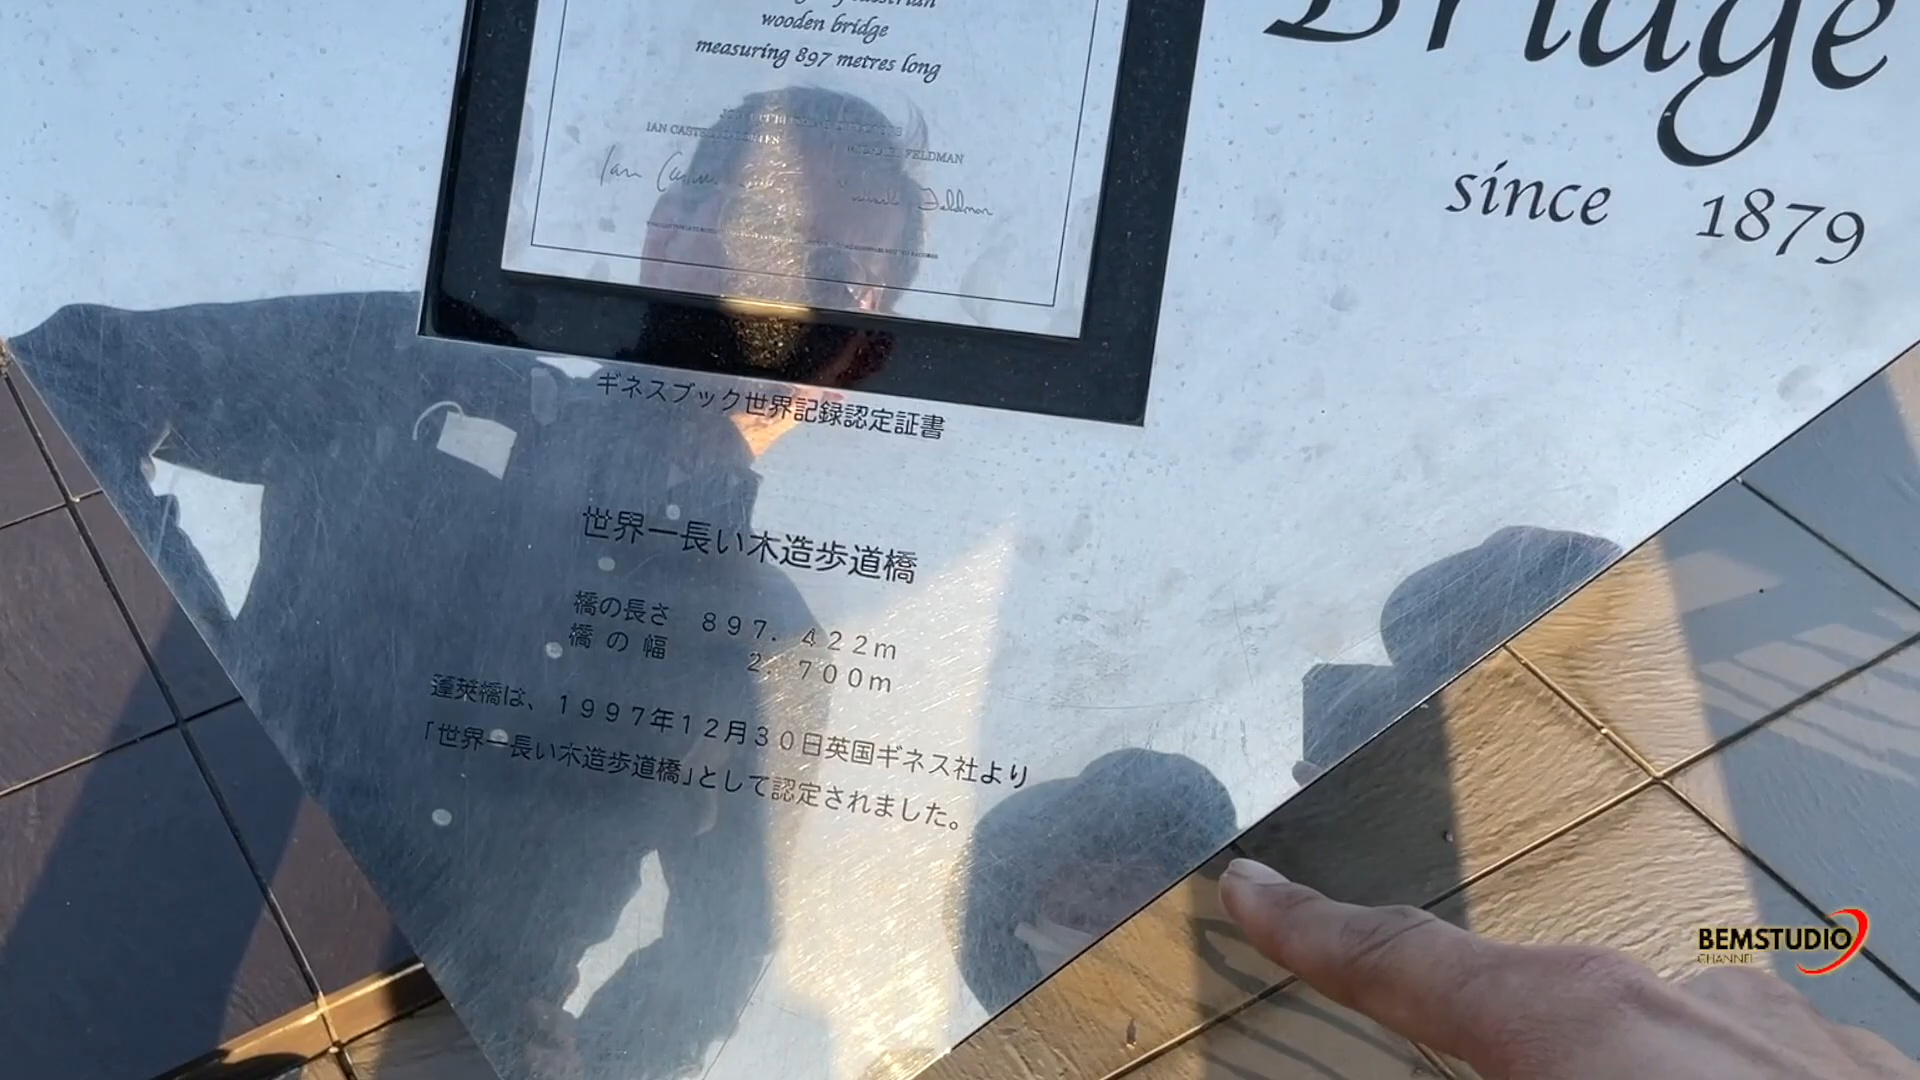 wooden bridge
measuring 897 metres long
IAN
FELDMAN
ギネスブック世界記録認定証書
世界一長い木造歩道橋
橋の長さ　８９７．４２２ｍ
橋の幅　２．７００ｍ
蓬萊橋は、１９９７年１２月３０日英国ギネス社より
「世界一長い木造歩道橋」として認定されました。
Bridge
since 1879
BEMSTUDIO
CHANNEL